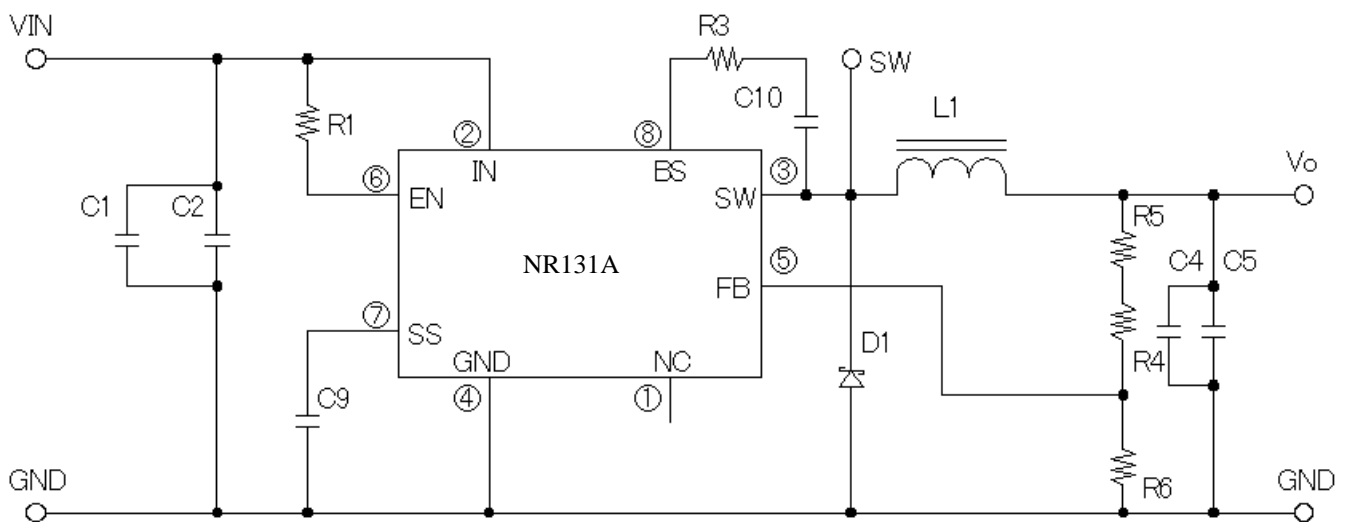 VIN
R3
SW
C10
L1
R1
②
⑧
Vo
⑥
IN
BS
③
C1
C2
EN
SW
R5
NR131A
⑤
C4
C5
⑦
FB
SS
D1
GND
NC
R4
C9
④
①
GND
R6
GND